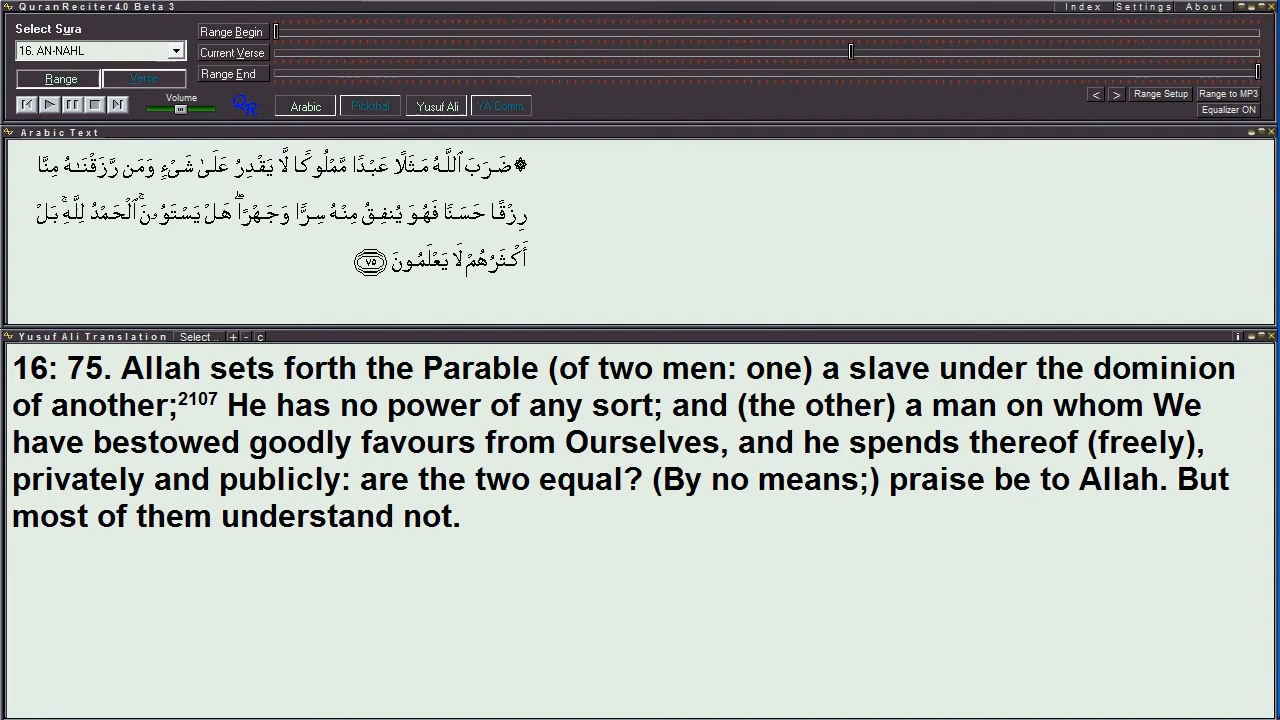 QuranReciter4.0 Beta 3
Index Settings About
Select Sura
16. AN-NAHL
Range Verse
Range Begin
Current Verse
Range End
Volume
QR
Arabic Pickthal Yusuf Ali YA Comm.
< > Range Setup Range to MP3
Equalizer ON
Arabic Text
۞ضَرَبَ ٱللَّهُ مَثَلًا عَبْدًا مَّمْلُوكًا لَّا يَقْدِرُ عَلَىٰ شَىْءٍ وَمَن رَّزَقْنَـٰهُ مِنَّا
رِزْقًا حَسَنًا فَهُوَ يُنفِقُ مِنْهُ سِرًّا وَجَهْرًا ۖ هَلْ يَسْتَوُۥنَ ۚ ٱلْحَمْدُ لِلَّهِ ۚ بَلْ
أَكْثَرُهُمْ لَا يَعْلَمُونَ ٧٥
Yusuf Ali Translation Select .. + - c i
16: 75. Allah sets forth the Parable (of two men: one) a slave under the dominion
of another;2107 He has no power of any sort; and (the other) a man on whom We
have bestowed goodly favours from Ourselves, and he spends thereof (freely),
privately and publicly: are the two equal? (By no means;) praise be to Allah. But
most of them understand not.